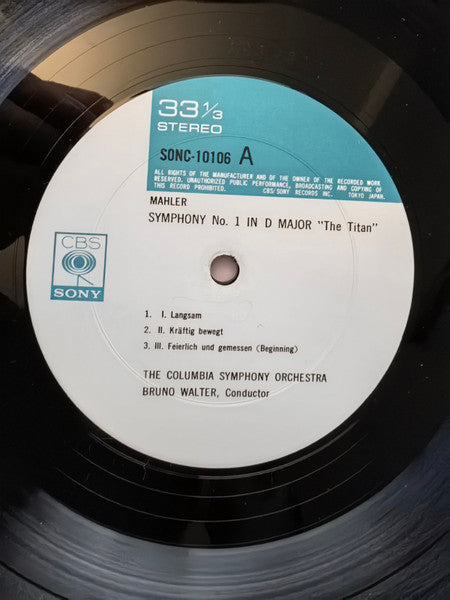 33 1/3
STEREO
SONC-10106 A
ALL RIGHTS OF THE MANUFACTURER AND OF THE OWNER OF THE RECORDED WORK
RESERVED. UNAUTHORIZED PUBLIC PERFORMANCE, BROADCASTING AND COPYING OF
THIS RECORD PROHIBITED. CBS/SONY RECORDS INC. TOKYO JAPAN.
MAHLER
SYMPHONY No. 1 IN D MAJOR "The Titan"
CBS
SONY
1. I. Langsam
2. II. Kräftig bewegt
3. III. Feierlich und gemessen (Beginning)
THE COLUMBIA SYMPHONY ORCHESTRA
BRUNO WALTER, Conductor